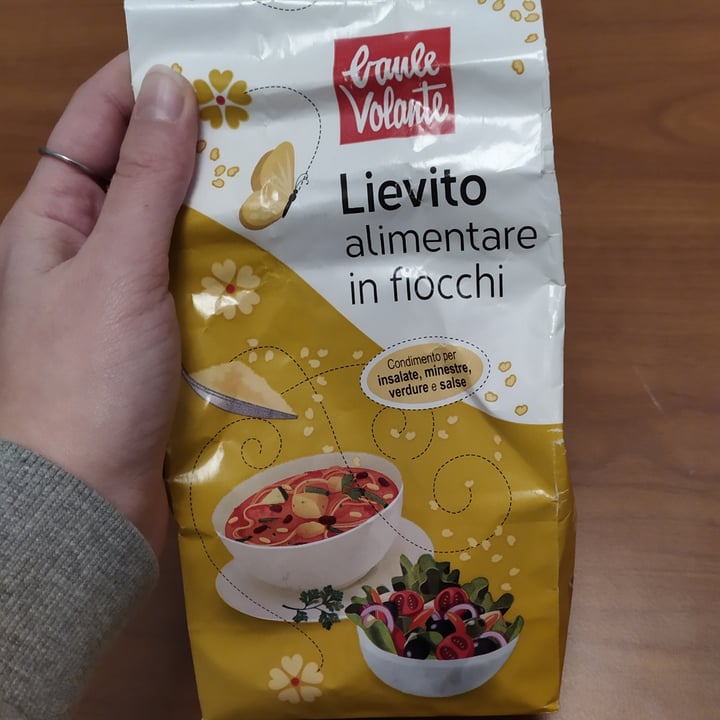 baule
Volante
Lievito
alimentare
in fiocchi
Condimento per
insalate, minestre,
verdure e salse